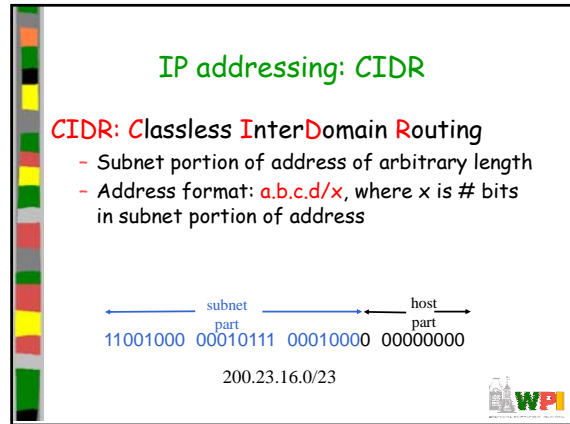 IP addressing: CIDR
CIDR: Classless InterDomain Routing
– Subnet portion of address of arbitrary length
– Address format: a.b.c.d/x, where x is # bits
in subnet portion of address
subnet
part
host
part
11001000 00010111 00010000 00000000
200.23.16.0/23
WPI